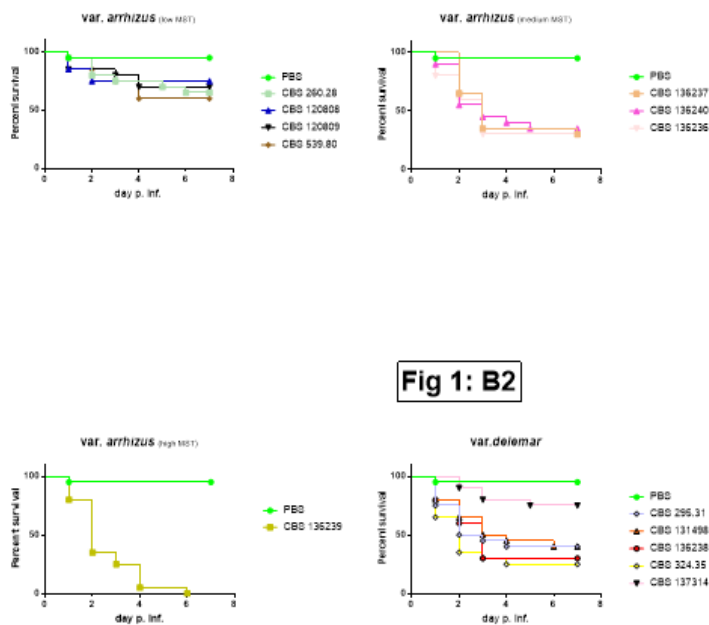 var. arrhizus (low MST)
Percent survival
100
50
0
0 2 4 6 8
day p. Inf.
PBS
CBS 260.28
CBS 120808
CBS 120809
CBS 539.80
var. arrhizus (medium MST)
Percent survival
100
50
0
0 2 4 6 8
day p. Inf.
PBS
CBS 136237
CBS 136240
CBS 136236
Fig 1: B2
var. arrhizus (high MST)
Percent survival
100
50
0
0 2 4 6 8
day p. Inf.
PBS
CBS 136239
var.delemar
Percent survival
100
50
0
0 2 4 6 8
day p. Inf.
PBS
CBS 295.31
CBS 131498
CBS 136238
CBS 324.35
CBS 137314